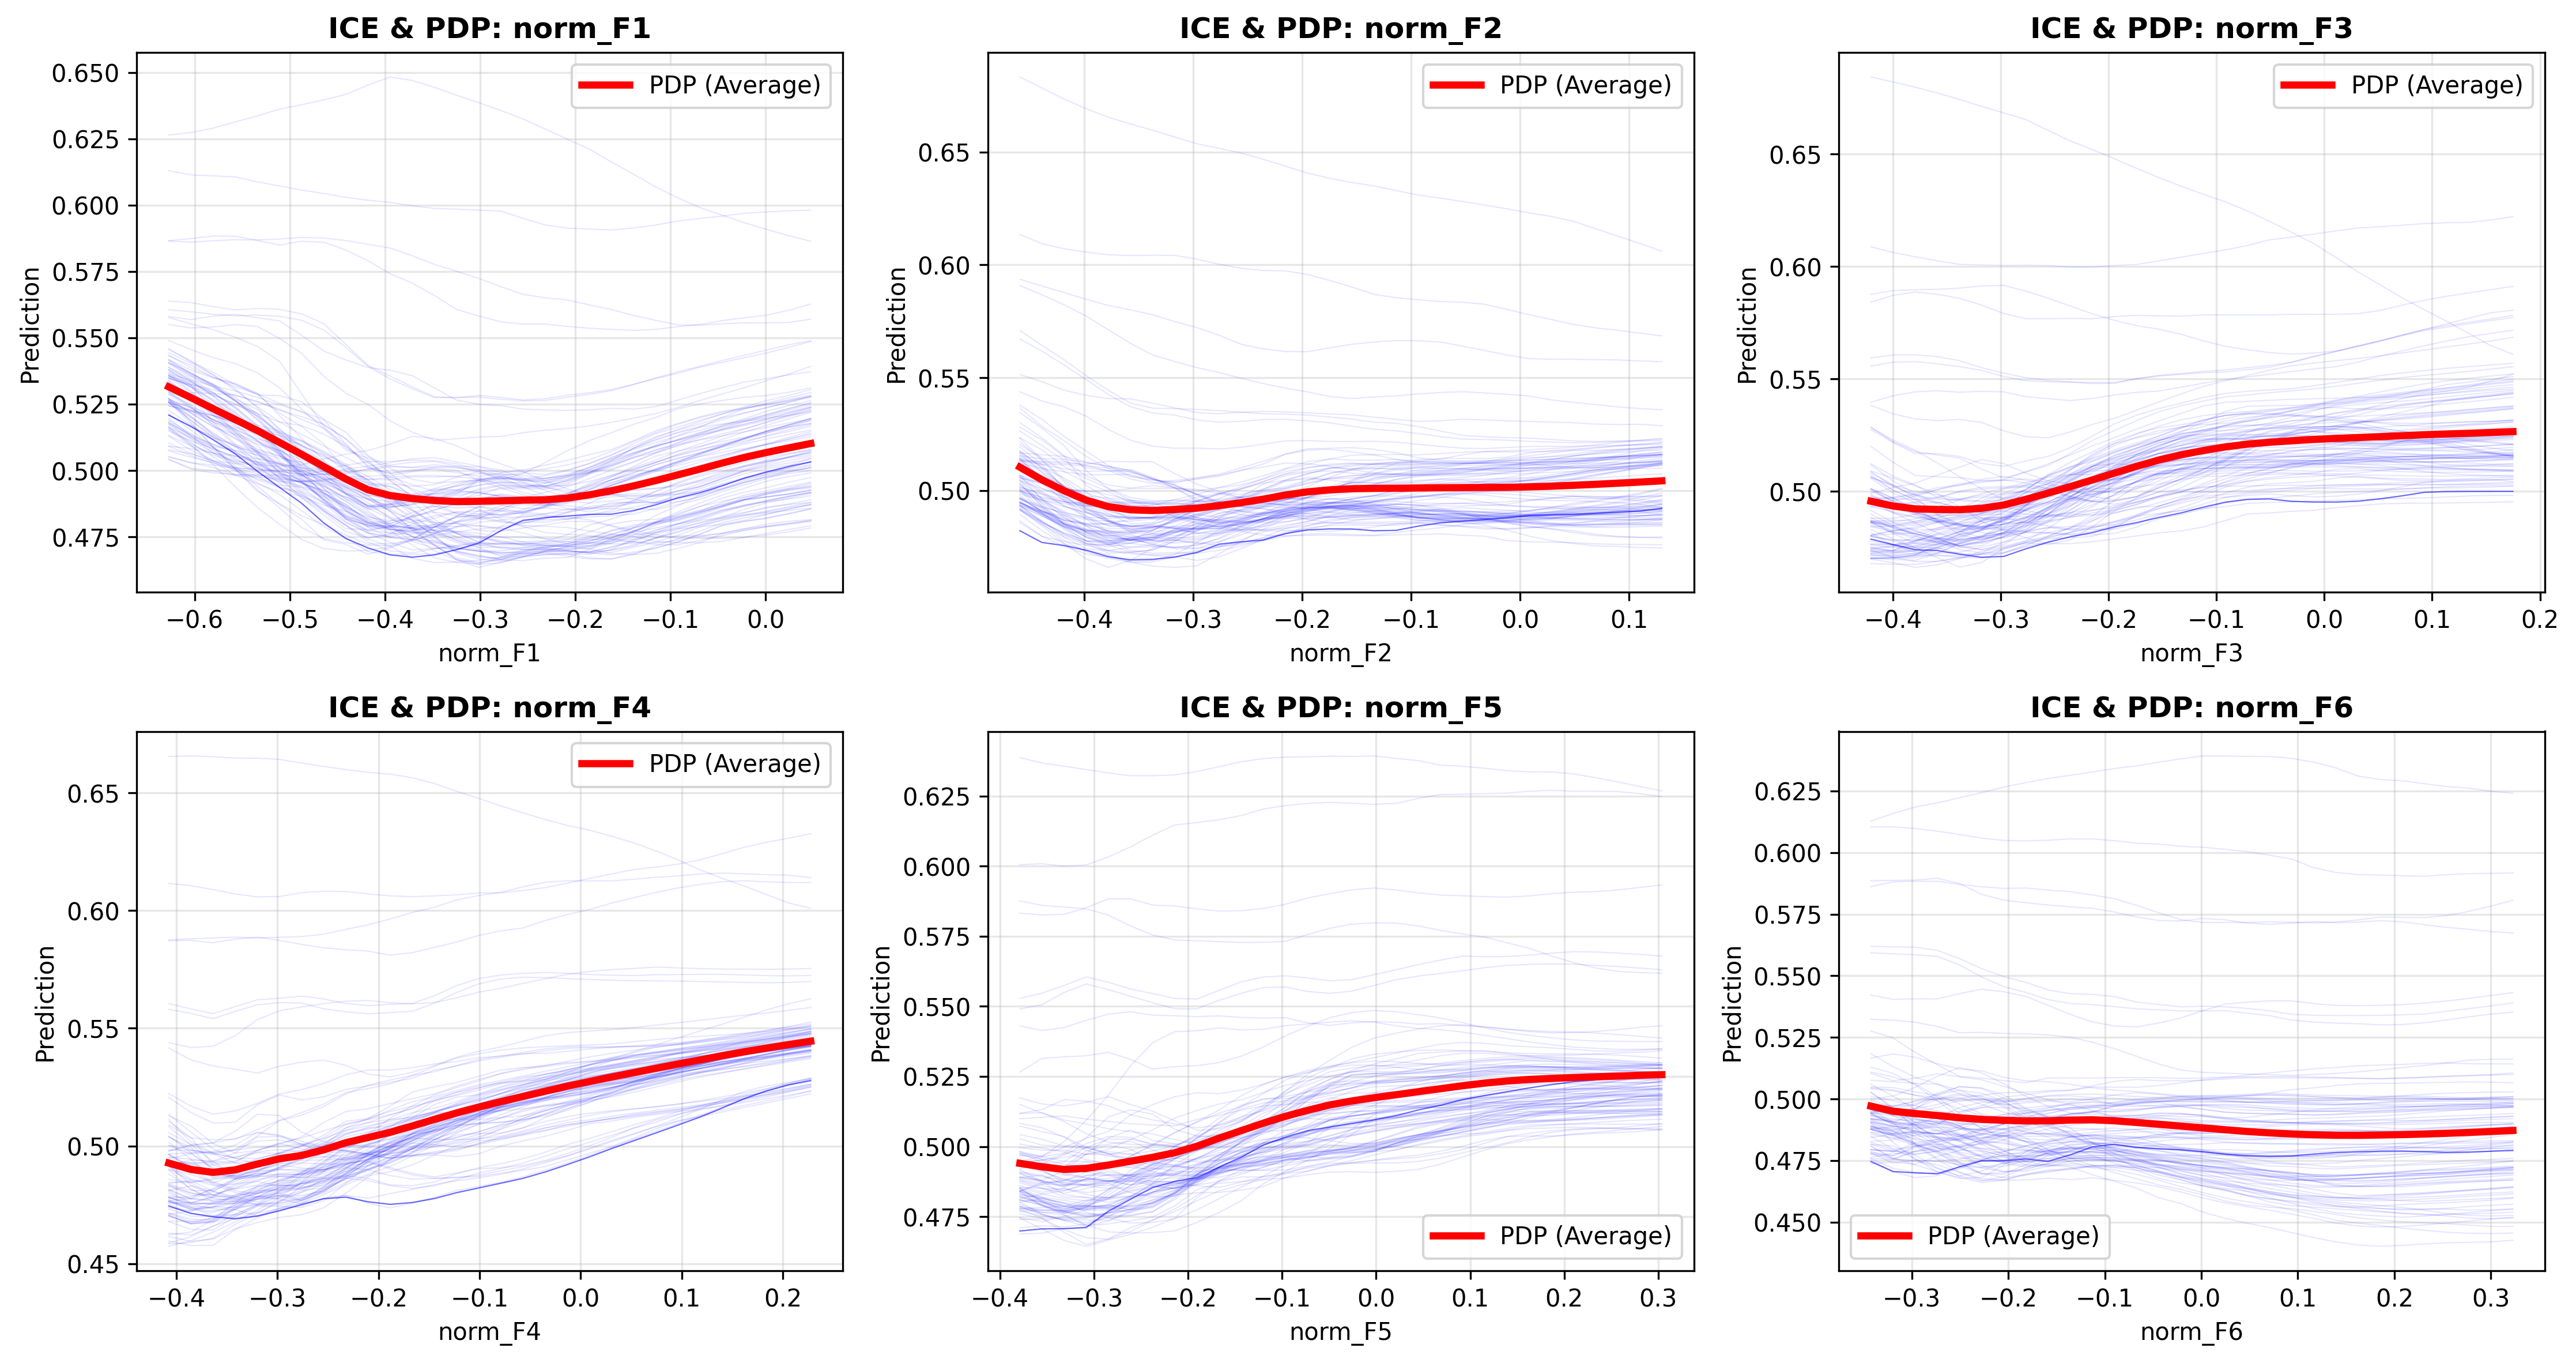 ICE & PDP: norm_F1
PDP (Average)
0.650
0.625
0.600
0.575
0.550
0.525
0.500
0.475
Prediction
−0.6 −0.5 −0.4 −0.3 −0.2 −0.1 0.0
norm_F1
ICE & PDP: norm_F2
PDP (Average)
0.65
0.60
0.55
0.50
Prediction
−0.4 −0.3 −0.2 −0.1 0.0 0.1
norm_F2
ICE & PDP: norm_F3
PDP (Average)
0.65
0.60
0.55
0.50
Prediction
−0.4 −0.3 −0.2 −0.1 0.0 0.1 0.2
norm_F3
ICE & PDP: norm_F4
PDP (Average)
0.65
0.60
0.55
0.50
0.45
Prediction
−0.4 −0.3 −0.2 −0.1 0.0 0.1 0.2
norm_F4
ICE & PDP: norm_F5
0.625
0.600
0.575
0.550
0.525
0.500
0.475
Prediction
PDP (Average)
−0.4 −0.3 −0.2 −0.1 0.0 0.1 0.2 0.3
norm_F5
ICE & PDP: norm_F6
0.625
0.600
0.575
0.550
0.525
0.500
0.475
0.450
Prediction
PDP (Average)
−0.3 −0.2 −0.1 0.0 0.1 0.2 0.3
norm_F6